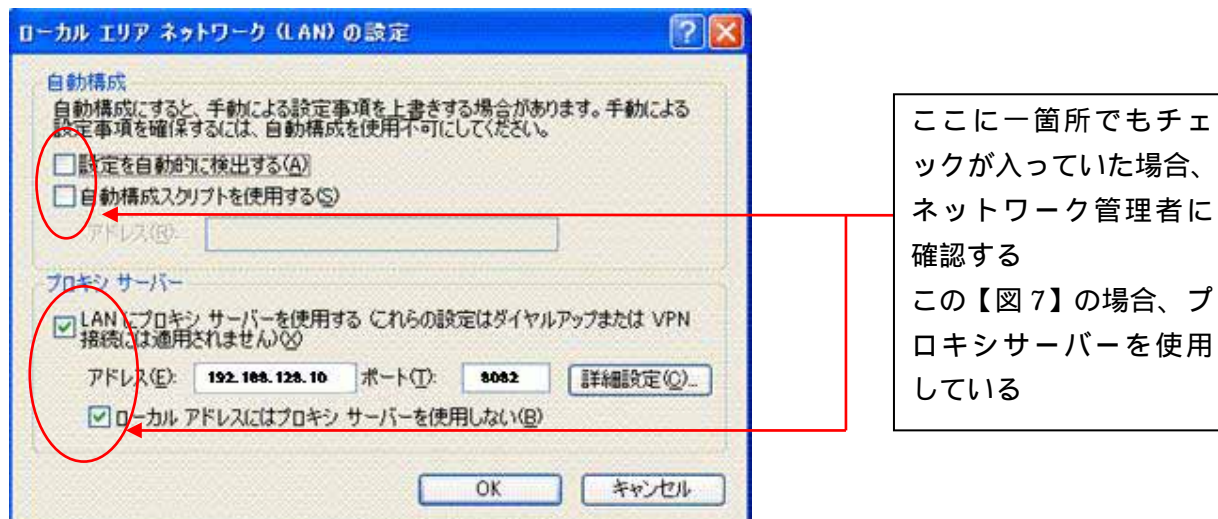 ローカル エリア ネットワーク (LAN) の設定
自動構成
自動構成にすると、手動による設定事項を上書きする場合があります。手動による
設定事項を確保するには、自動構成を使用不可にしてください。
設定を自動的に検出する(A)
自動構成スクリプトを使用する(S)
アドレス(R):
プロキシ サーバー
LAN にプロキシ サーバーを使用する (これらの設定はダイヤルアップまたは VPN
接続には適用されません)(X)
アドレス(E): 192.168.128.10 ポート(T): 8082 詳細設定(C)...
ローカル アドレスにはプロキシ サーバーを使用しない(B)
OK キャンセル
ここに一箇所でもチェ
ックが入っていた場合、
ネットワーク管理者に
確認する
この【図 7】の場合、プ
ロキシサーバーを使用
している